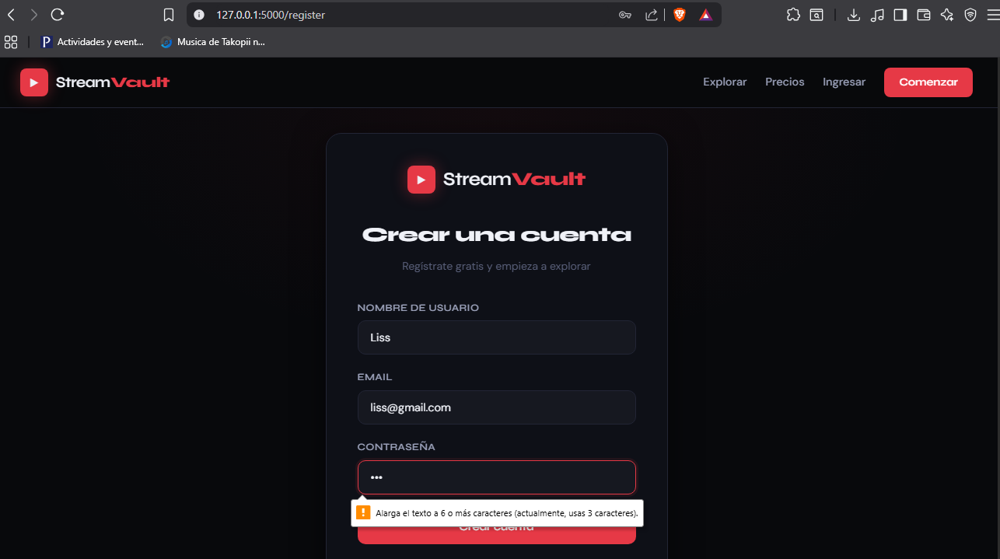 127.0.0.1:5000/register
Actividades y event...
Musica de Takopii n...
StreamVault
Explorar
Precios
Ingresar
Comenzar
StreamVault
Crear una cuenta
Regístrate gratis y empieza a explorar
NOMBRE DE USUARIO
Liss
EMAIL
liss@gmail.com
CONTRASEÑA
•••
Alarga el texto a 6 o más caracteres (actualmente, usas 3 caracteres).
Crear cuenta